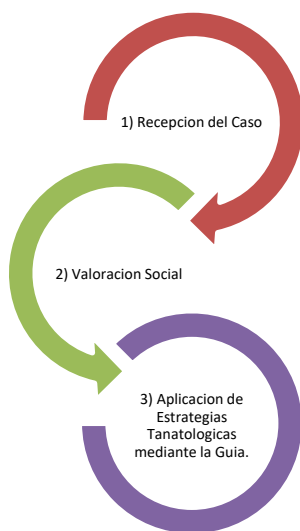 1) Recepcion del Caso
2) Valoracion Social
3) Aplicacion de
Estrategias
Tanatologicas
mediante la Guia.